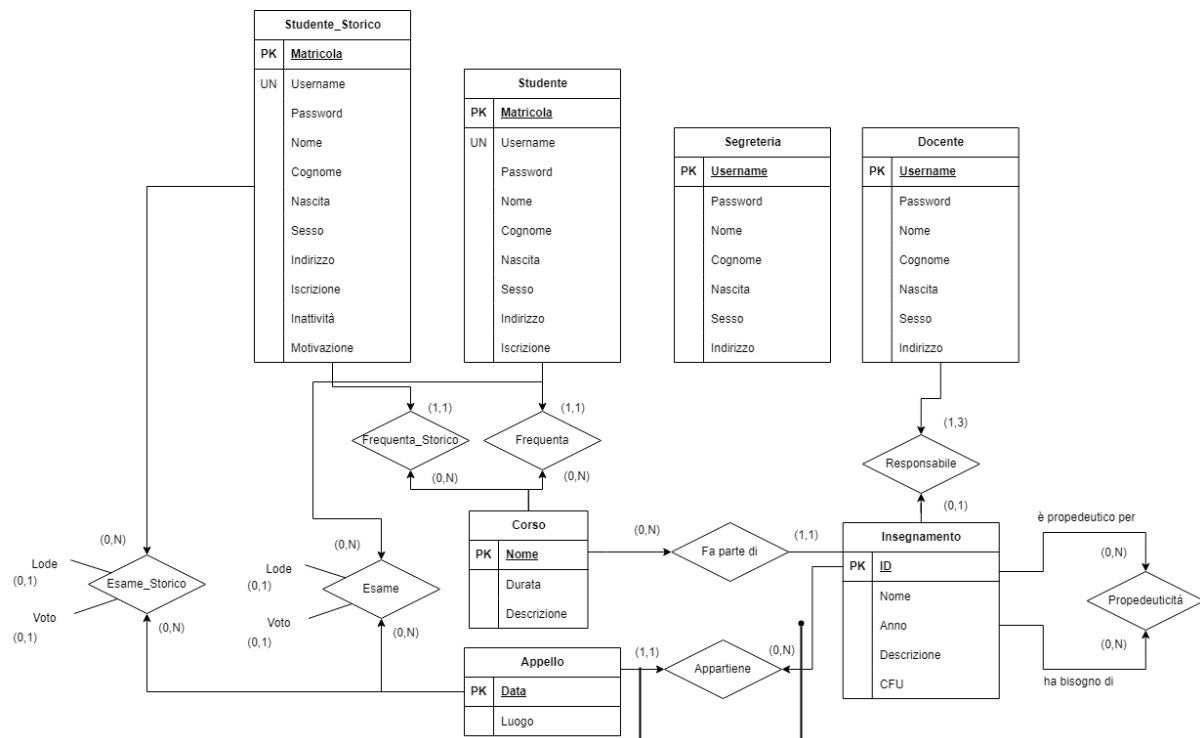 Studente_Storico
PK Matricola
UN Username
Password
Nome
Cognome
Nascita
Sesso
Indirizzo
Iscrizione
Inattività
Motivazione
Studente
PK Matricola
UN Username
Password
Nome
Cognome
Nascita
Sesso
Indirizzo
Iscrizione
Segreteria
PK Username
Password
Nome
Cognome
Nascita
Sesso
Indirizzo
Docente
PK Username
Password
Nome
Cognome
Nascita
Sesso
Indirizzo
(1,1)
Frequenta_Storico
(0,N)
(1,1)
Frequenta
(0,N)
(1,3)
Responsabile
(0,1)
Corso
PK Nome
Durata
Descrizione
(0,N)
Fa parte di
(1,1)
Insegnamento
PK ID
Nome
Anno
Descrizione
CFU
è propedeutico per
(0,N)
Propedeuticità
(0,N)
ha bisogno di
(0,N)
Lode
(0,1)
Esame_Storico
Voto
(0,1)
(0,N)
(0,N)
Lode
(0,1)
Esame
Voto
(0,1)
(0,N)
Appello
PK Data
Luogo
(1,1)
Appartiene
(0,N)